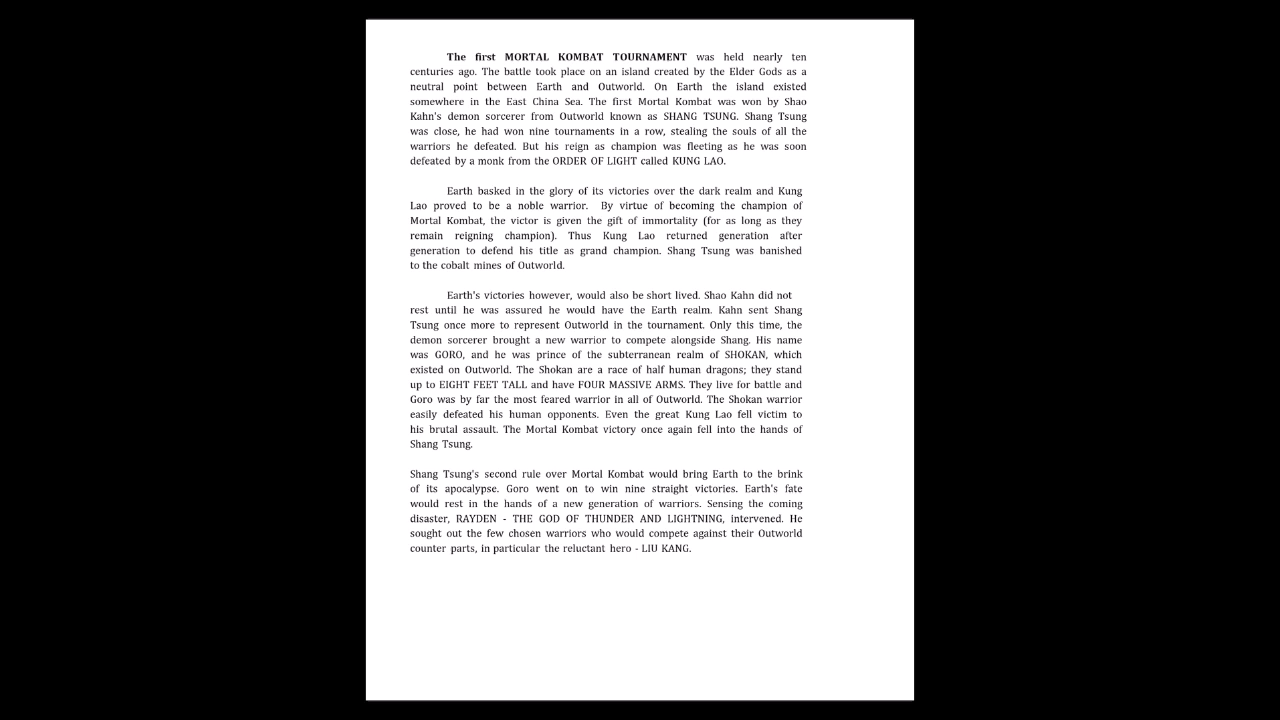 The first MORTAL KOMBAT TOURNAMENT was held nearly ten
centuries ago. The battle took place on an island created by the Elder Gods as a
neutral point between Earth and Outworld. On Earth the island existed
somewhere in the East China Sea. The first Mortal Kombat was won by Shao
Kahn's demon sorcerer from Outworld known as SHANG TSUNG. Shang Tsung
was close, he had won nine tournaments in a row, stealing the souls of all the
warriors he defeated. But his reign as champion was fleeting as he was soon
defeated by a monk from the ORDER OF LIGHT called KUNG LAO.
Earth basked in the glory of its victories over the dark realm and Kung
Lao proved to be a noble warrior. By virtue of becoming the champion of
Mortal Kombat, the victor is given the gift of immortality (for as long as they
remain reigning champion). Thus Kung Lao returned generation after
generation to defend his title as grand champion. Shang Tsung was banished
to the cobalt mines of Outworld.
Earth's victories however, would also be short lived. Shao Kahn did not
rest until he was assured he would have the Earth realm. Kahn sent Shang
Tsung once more to represent Outworld in the tournament. Only this time, the
demon sorcerer brought a new warrior to compete alongside Shang. His name
was GORO, and he was prince of the subterranean realm of SHOKAN, which
existed on Outworld. The Shokan are a race of half human dragons; they stand
up to EIGHT FEET TALL and have FOUR MASSIVE ARMS. They live for battle and
Goro was by far the most feared warrior in all of Outworld. The Shokan warrior
easily defeated his human opponents. Even the great Kung Lao fell victim to
his brutal assault. The Mortal Kombat victory once again fell into the hands of
Shang Tsung.
Shang Tsung's second rule over Mortal Kombat would bring Earth to the brink
of its apocalypse. Goro went on to win nine straight victories. Earth's fate
would rest in the hands of a new generation of warriors. Sensing the coming
disaster, RAYDEN - THE GOD OF THUNDER AND LIGHTNING, intervened. He
sought out the few chosen warriors who would compete against their Outworld
counter parts, in particular the reluctant hero - LIU KANG.